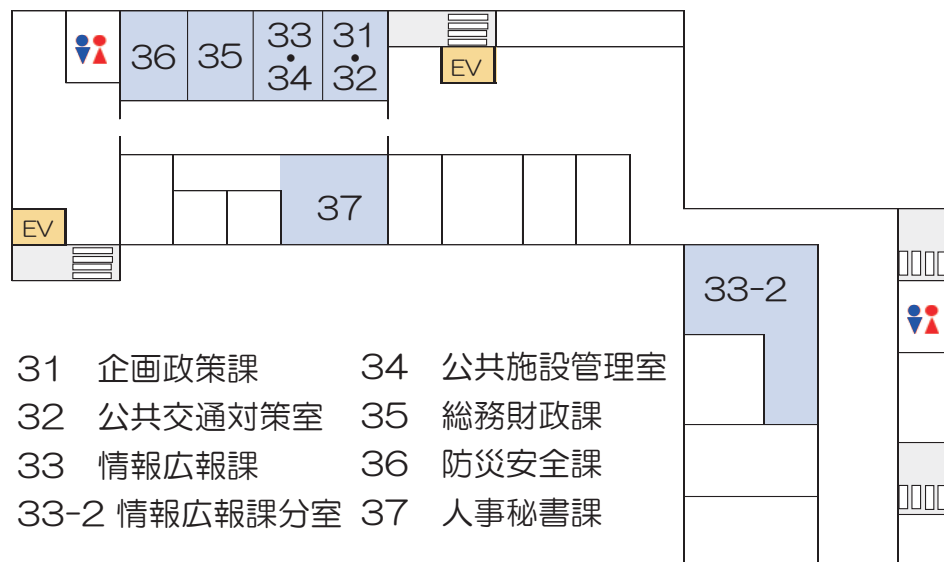 36
35
33・34
31・32
EV
37
EV
33-2
31 企画政策課
32 公共交通対策室
33 情報広報課
33-2 情報広報課分室
34 公共施設管理室
35 総務財政課
36 防災安全課
37 人事秘書課